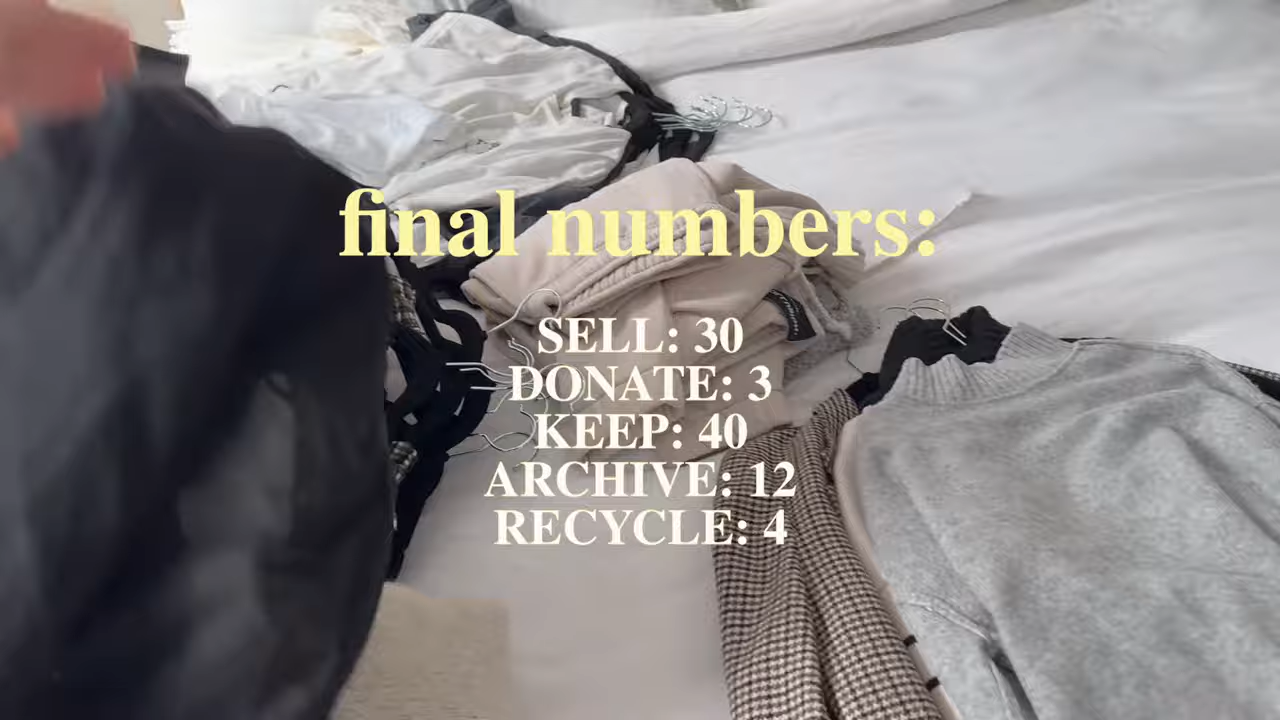 final numbers:
SELL: 30
DONATE: 3
KEEP: 40
ARCHIVE: 12
RECYCLE: 4